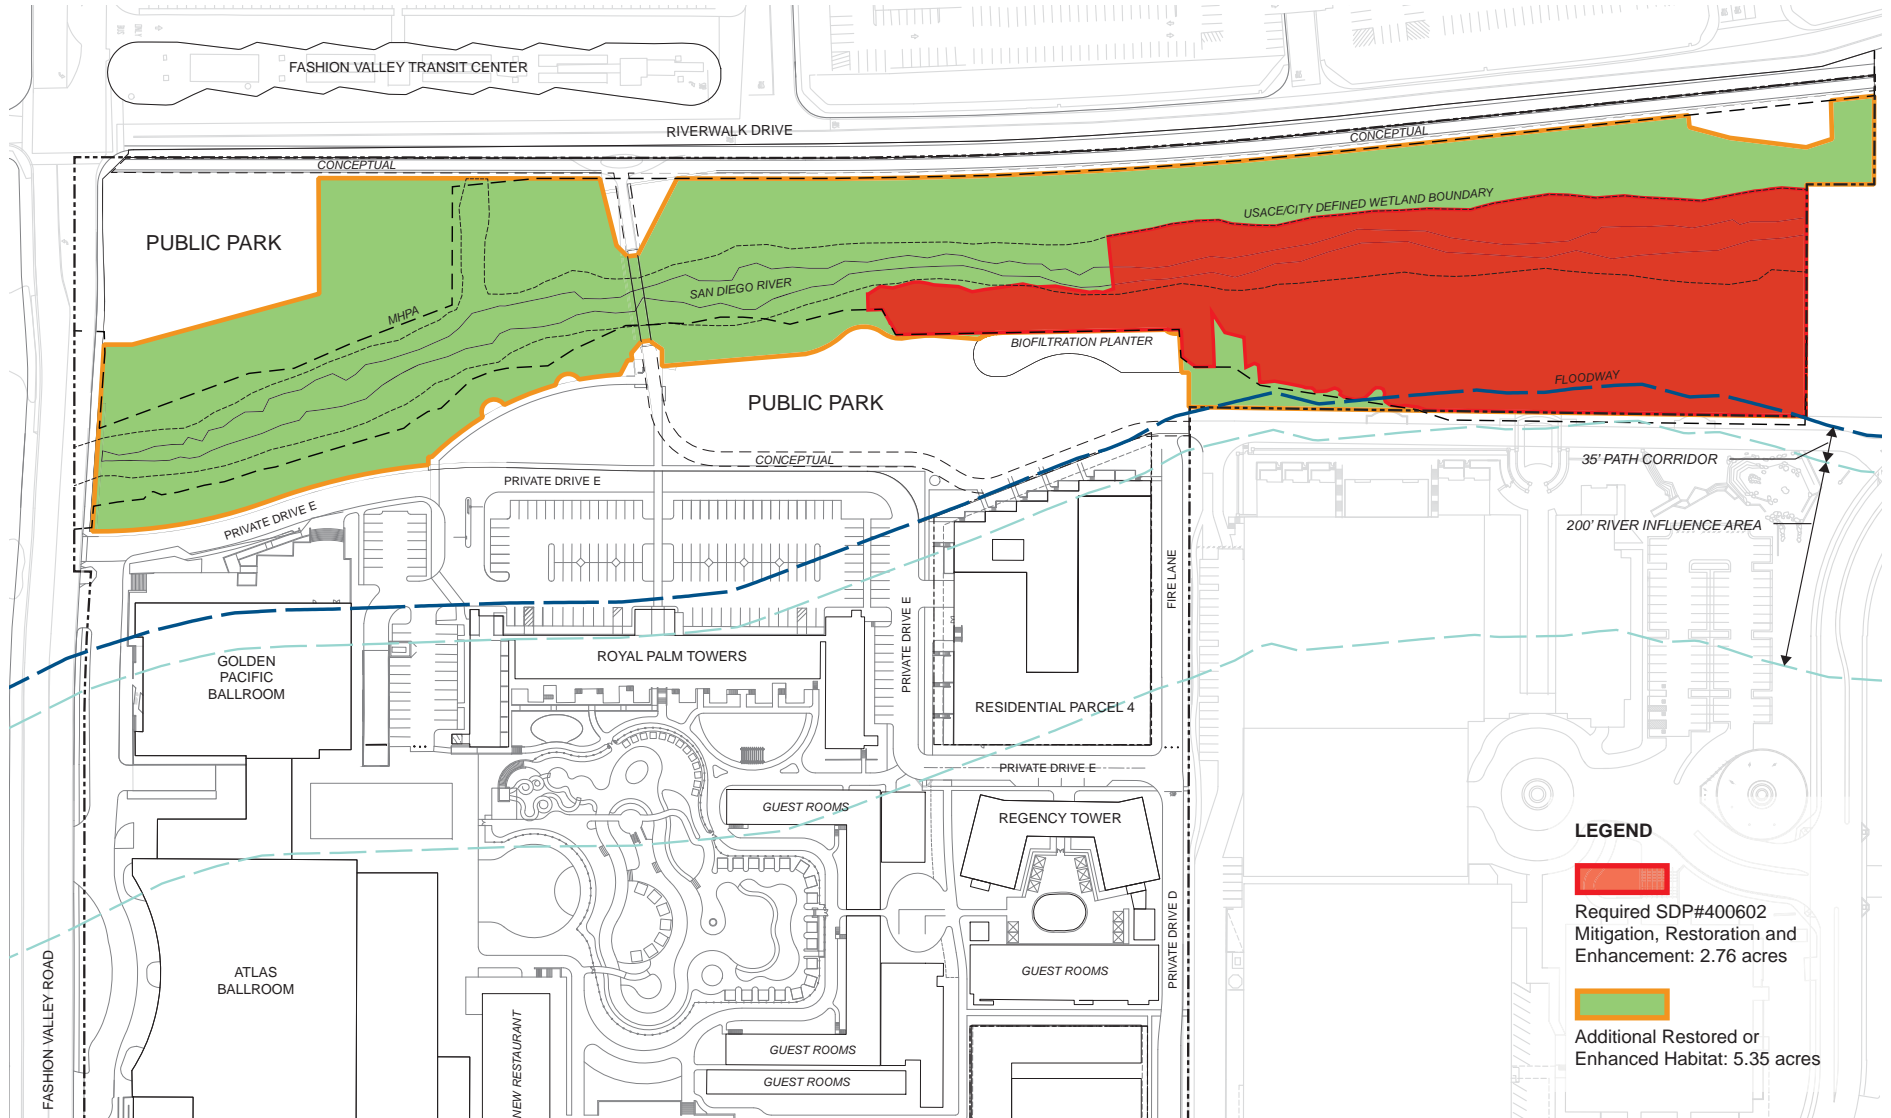 FASHION VALLEY TRANSIT CENTER
RIVERWALK DRIVE
CONCEPTUAL
CONCEPTUAL
PUBLIC PARK
USACE/CITY DEFINED WETLAND BOUNDARY
SAN DIEGO RIVER
MHPA
BIOFILTRATION PLANTER
FLOODWAY
PUBLIC PARK
CONCEPTUAL
35' PATH CORRIDOR
PRIVATE DRIVE E
PRIVATE DRIVE E
200' RIVER INFLUENCE AREA
FIRE LANE
PRIVATE DRIVE E
GOLDEN
PACIFIC
BALLROOM
ROYAL PALM TOWERS
RESIDENTIAL PARCEL 4
PRIVATE DRIVE E
GUEST ROOMS
REGENCY TOWER
LEGEND
Required SDP#400602
Mitigation, Restoration and
Enhancement: 2.76 acres
Additional Restored or
Enhanced Habitat: 5.35 acres
PRIVATE DRIVE D
GUEST ROOMS
ATLAS
BALLROOM
FASHION VALLEY ROAD
NEW RESTAURANT
GUEST ROOMS
GUEST ROOMS